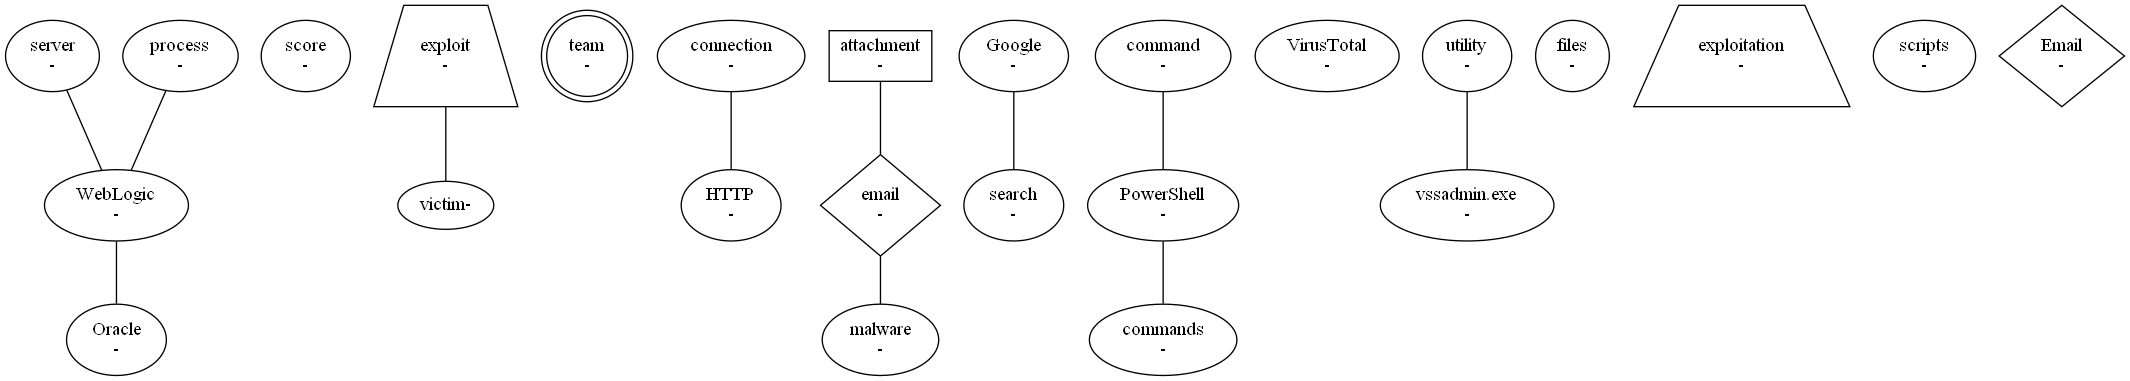 server
-
process
-
score
-
exploit
-
team
-
connection
-
attachment
-
Google
-
command
-
VirusTotal
-
utility
-
files
-
exploitation
-
scripts
-
Email
-
WebLogic
-
victim-
HTTP
-
email
-
search
-
PowerShell
-
vssadmin.exe
-
Oracle
-
malware
-
commands
-